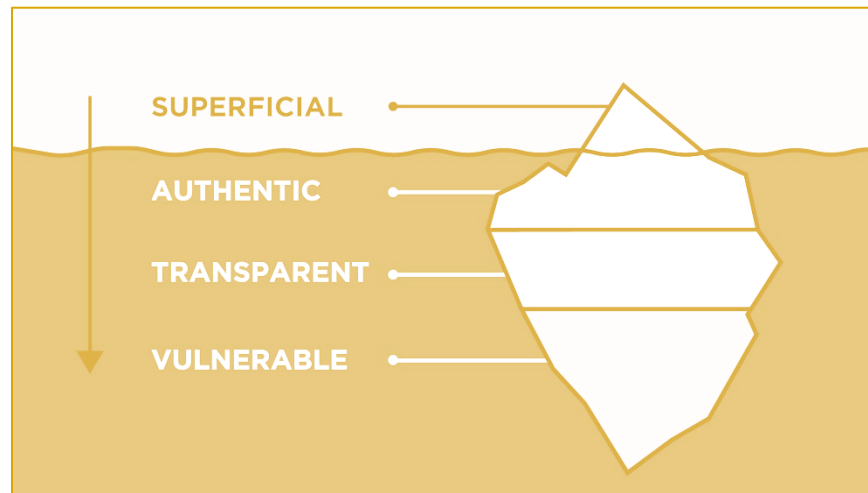 SUPERFICIAL
AUTHENTIC
TRANSPARENT
VULNERABLE